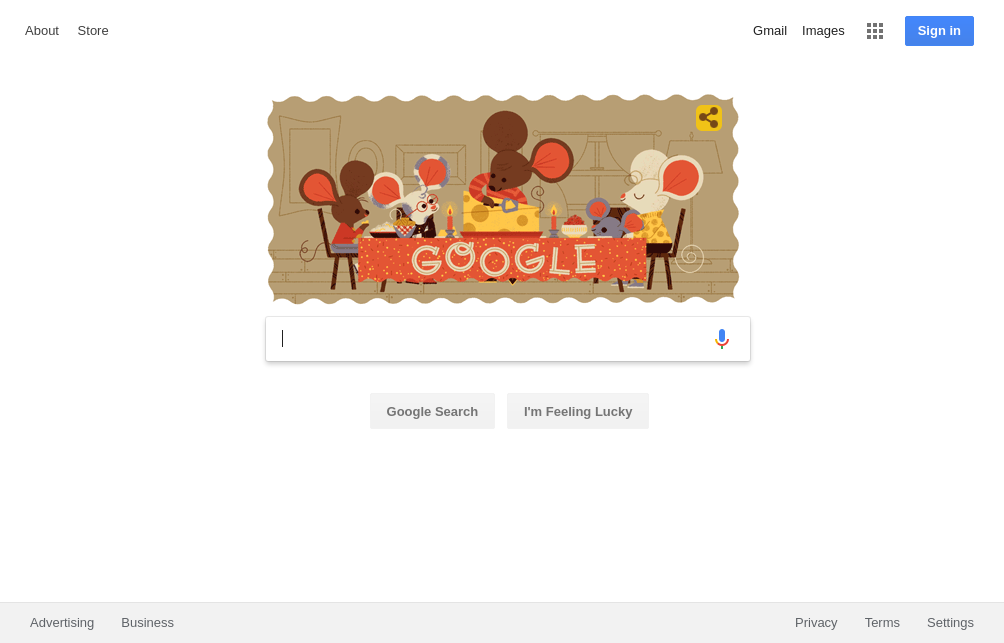 About Store Gmail Images Sign in
GOOGLE
Google Search I'm Feeling Lucky
Advertising Business Privacy Terms Settings